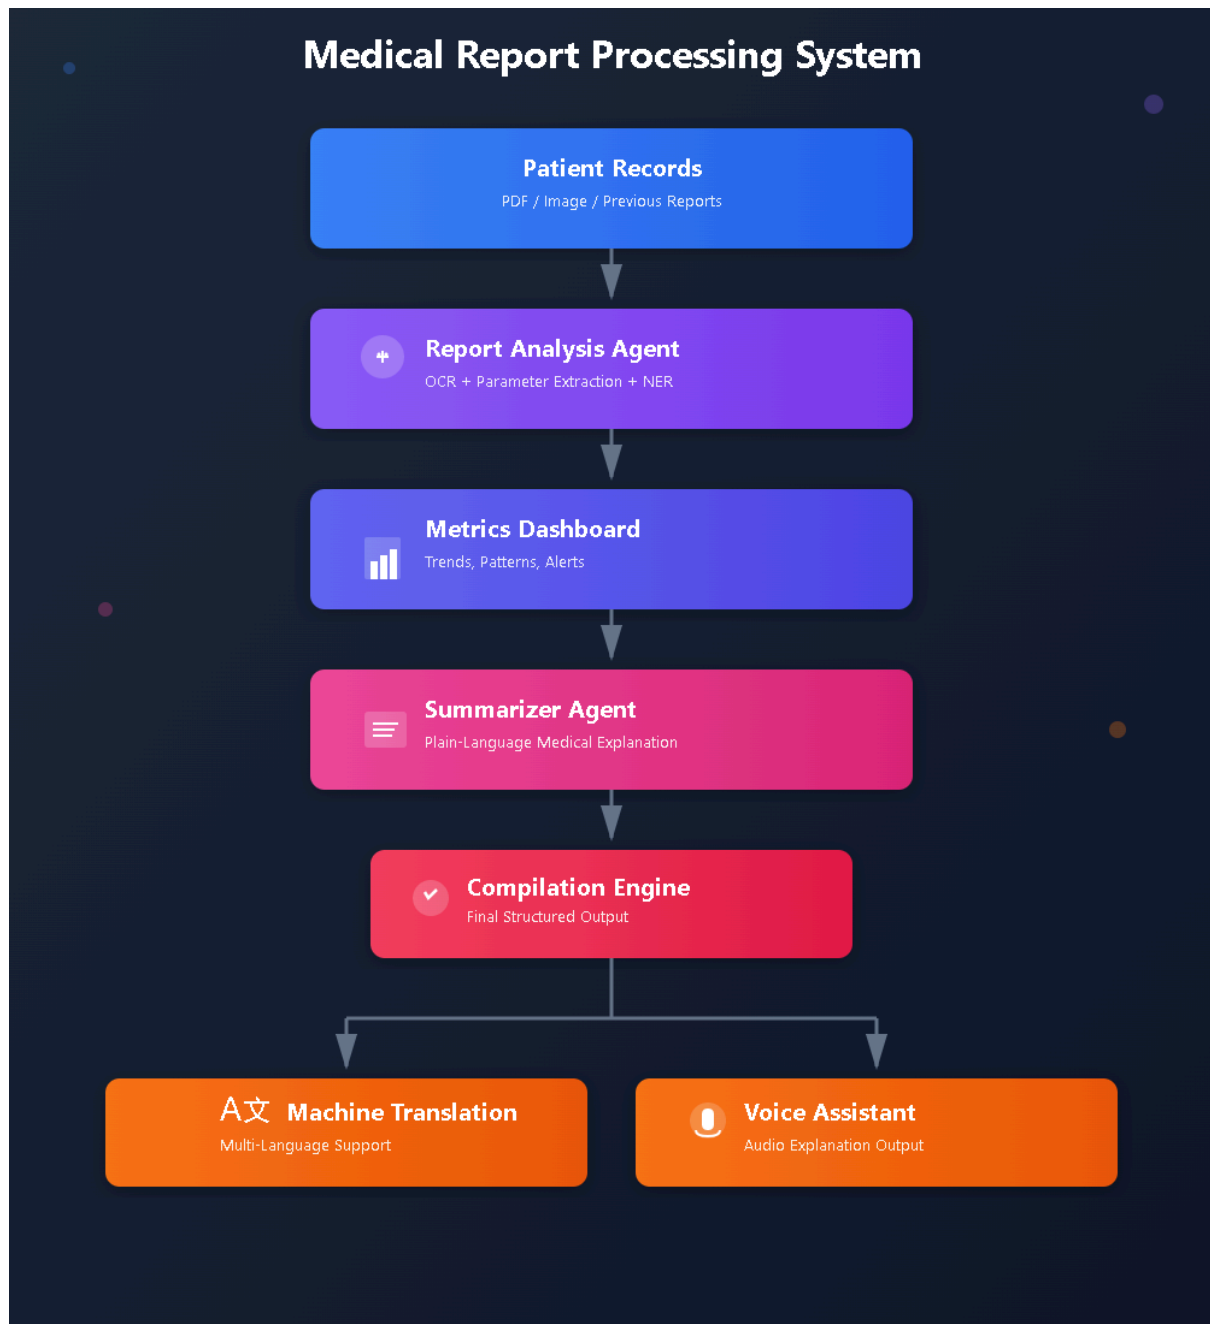 Medical Report Processing System
Patient Records
PDF / Image / Previous Reports
Report Analysis Agent
OCR + Parameter Extraction + NER
Metrics Dashboard
Trends, Patterns, Alerts
Summarizer Agent
Plain-Language Medical Explanation
Compilation Engine
Final Structured Output
A文 Machine Translation
Multi-Language Support
Voice Assistant
Audio Explanation Output